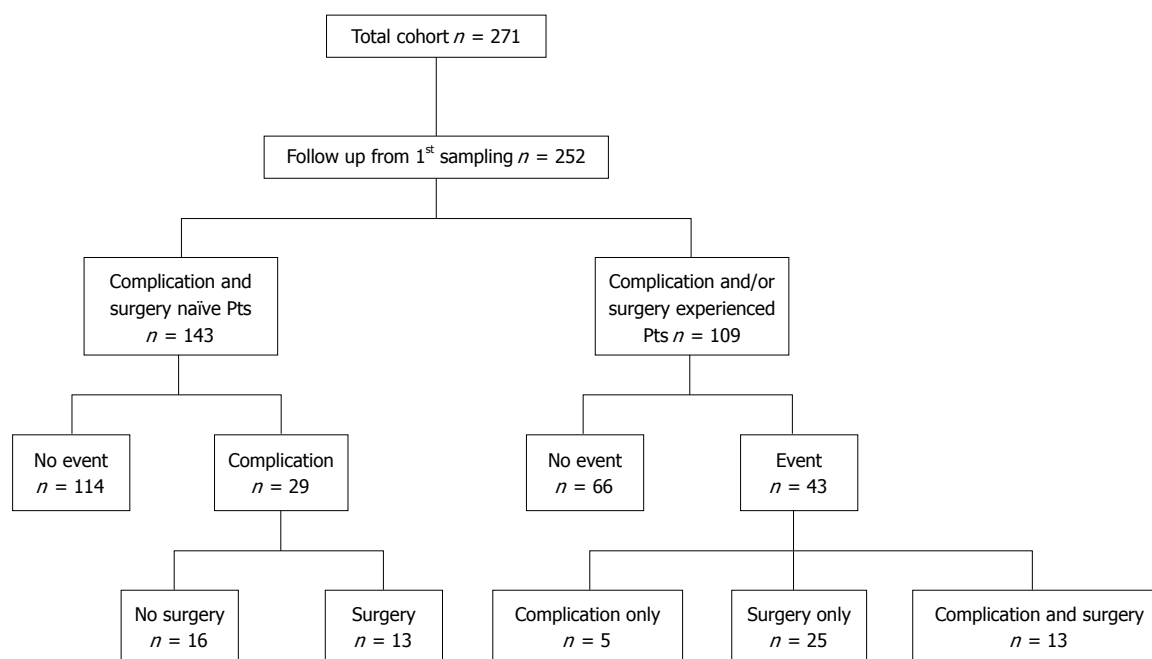 Total cohort n = 271
Follow up from 1st sampling n = 252
Complication and
surgery naïve Pts
n = 143
Complication and/or
surgery experienced
Pts n = 109
No event
n = 114
Complication
n = 29
No event
n = 66
Event
n = 43
No surgery
n = 16
Surgery
n = 13
Complication only
n = 5
Surgery only
n = 25
Complication and surgery
n = 13